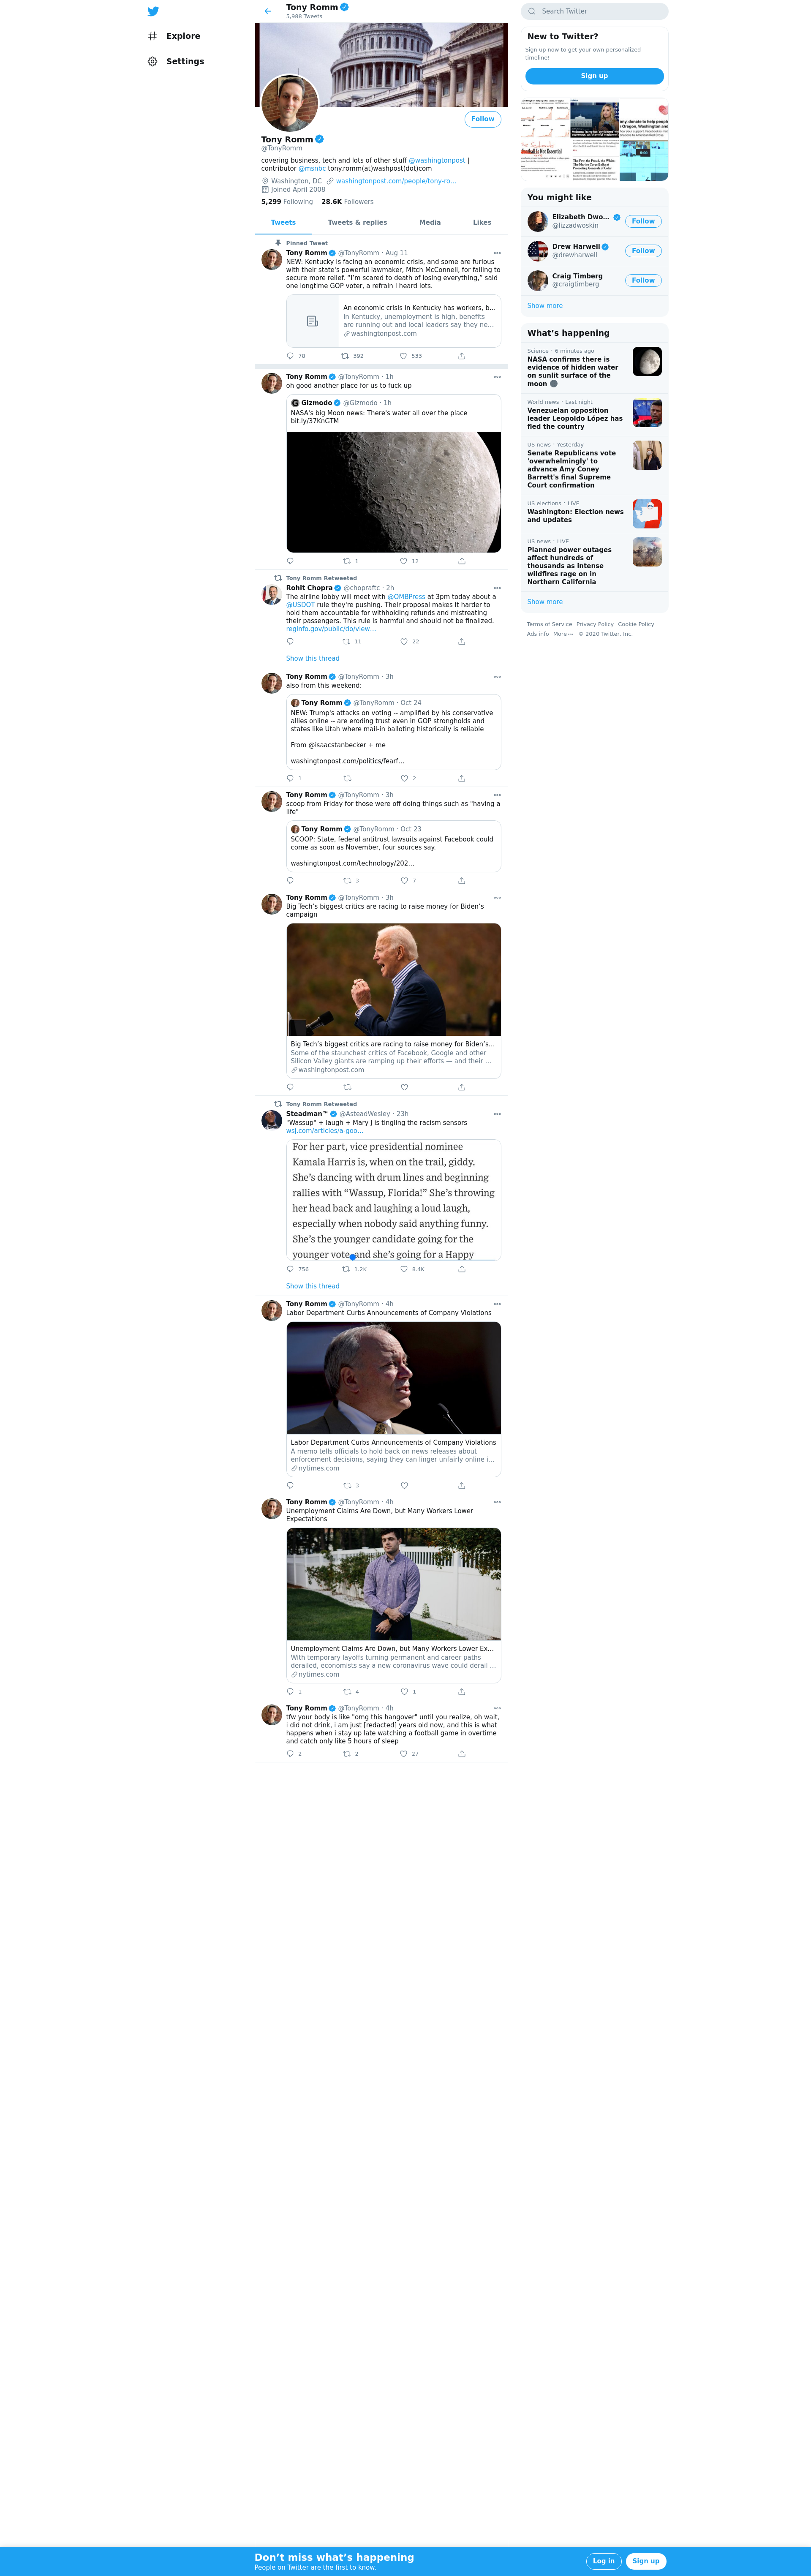 Explore
Settings
Tony Romm
5,988 Tweets
Follow
Tony Romm
@TonyRomm
covering business, tech and lots of other stuff @washingtonpost |
contributor @msnbc tony.romm(at)washpost(dot)com
Washington, DC washingtonpost.com/people/tony-ro…
Joined April 2008
5,299 Following 28.6K Followers
Tweets Tweets & replies Media Likes
Pinned Tweet
Tony Romm @TonyRomm · Aug 11
NEW: Kentucky is facing an economic crisis, and some are furious
with their state's powerful lawmaker, Mitch McConnell, for failing to
secure more relief. “I’m scared to death of losing everything,” said
one longtime GOP voter, a refrain I heard lots.
An economic crisis in Kentucky has workers, b…
In Kentucky, unemployment is high, benefits
are running out and local leaders say they ne…
washingtonpost.com
78 392 533
Tony Romm @TonyRomm · 1h
oh good another place for us to fuck up
Gizmodo @Gizmodo · 1h
NASA's big Moon news: There's water all over the place
bit.ly/37KnGTM
1 12
Tony Romm Retweeted
Rohit Chopra @chopraftc · 2h
The airline lobby will meet with @OMBPress at 3pm today about a
@USDOT rule they're pushing. Their proposal makes it harder to
hold them accountable for withholding refunds and mistreating
their passengers. This rule is harmful and should not be finalized.
reginfo.gov/public/do/view…
11 22
Show this thread
Tony Romm @TonyRomm · 3h
also from this weekend:
Tony Romm @TonyRomm · Oct 24
NEW: Trump's attacks on voting -- amplified by his conservative
allies online -- are eroding trust even in GOP strongholds and
states like Utah where mail-in balloting historically is reliable
From @isaacstanbecker + me
washingtonpost.com/politics/fearf…
1 2
Tony Romm @TonyRomm · 3h
scoop from Friday for those were off doing things such as "having a
life"
Tony Romm @TonyRomm · Oct 23
SCOOP: State, federal antitrust lawsuits against Facebook could
come as soon as November, four sources say.
washingtonpost.com/technology/202…
3 7
Tony Romm @TonyRomm · 3h
Big Tech’s biggest critics are racing to raise money for Biden’s
campaign
Big Tech’s biggest critics are racing to raise money for Biden’s…
Some of the staunchest critics of Facebook, Google and other
Silicon Valley giants are ramping up their efforts — and their …
washingtonpost.com
Tony Romm Retweeted
Steadman™ @AsteadWesley · 23h
"Wassup" + laugh + Mary J is tingling the racism sensors
wsj.com/articles/a-goo…
For her part, vice presidential nominee
Kamala Harris is, when on the trail, giddy.
She’s dancing with drum lines and beginning
rallies with “Wassup, Florida!” She’s throwing
her head back and laughing a loud laugh,
especially when nobody said anything funny.
She’s the younger candidate going for the
younger vote and she’s going for a Happy
756 1.2K 8.4K
Show this thread
Tony Romm @TonyRomm · 4h
Labor Department Curbs Announcements of Company Violations
Labor Department Curbs Announcements of Company Violations
A memo tells officials to hold back on news releases about
enforcement decisions, saying they can linger unfairly online i…
nytimes.com
3
Tony Romm @TonyRomm · 4h
Unemployment Claims Are Down, but Many Workers Lower
Expectations
Unemployment Claims Are Down, but Many Workers Lower Ex…
With temporary layoffs turning permanent and career paths
derailed, economists say a new coronavirus wave could derail …
nytimes.com
1 4 1
Tony Romm @TonyRomm · 4h
tfw your body is like "omg this hangover" until you realize, oh wait,
i did not drink, i am just [redacted] years old now, and this is what
happens when i stay up late watching a football game in overtime
and catch only like 5 hours of sleep
2 2 27
Search Twitter
New to Twitter?
Sign up now to get your own personalized
timeline!
Sign up
You might like
Elizabeth Dwo…
@lizzadwoskin
Follow
Drew Harwell
@drewharwell
Follow
Craig Timberg
@craigtimberg
Follow
Show more
What’s happening
Science · 6 minutes ago
NASA confirms there is
evidence of hidden water
on sunlit surface of the
moon
World news · Last night
Venezuelan opposition
leader Leopoldo López has
fled the country
US news · Yesterday
Senate Republicans vote
'overwhelmingly' to
advance Amy Coney
Barrett's final Supreme
Court confirmation
US elections · LIVE
Washington: Election news
and updates
US news · LIVE
Planned power outages
affect hundreds of
thousands as intense
wildfires rage on in
Northern California
Show more
Terms of Service Privacy Policy Cookie Policy
Ads info More © 2020 Twitter, Inc.
Don’t miss what’s happening
People on Twitter are the first to know.
Log in Sign up